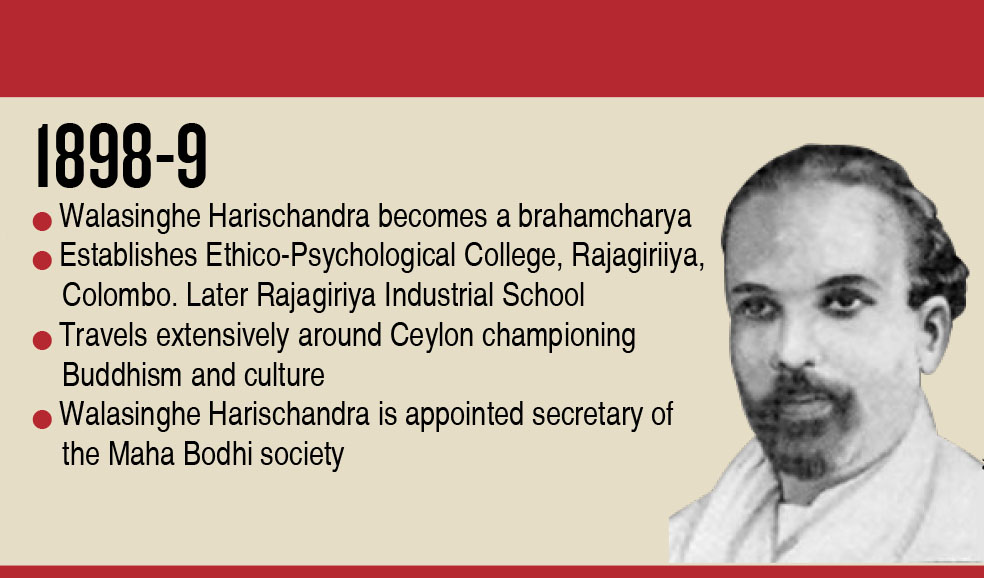 1898-9
● Walasinghe Harischandra becomes a brahamcharya
● Establishes Ethico-Psychological College, Rajagiriiya,
Colombo. Later Rajagiriya Industrial School
● Travels extensively around Ceylon championing
Buddhism and culture
● Walasinghe Harischandra is appointed secretary of
the Maha Bodhi society